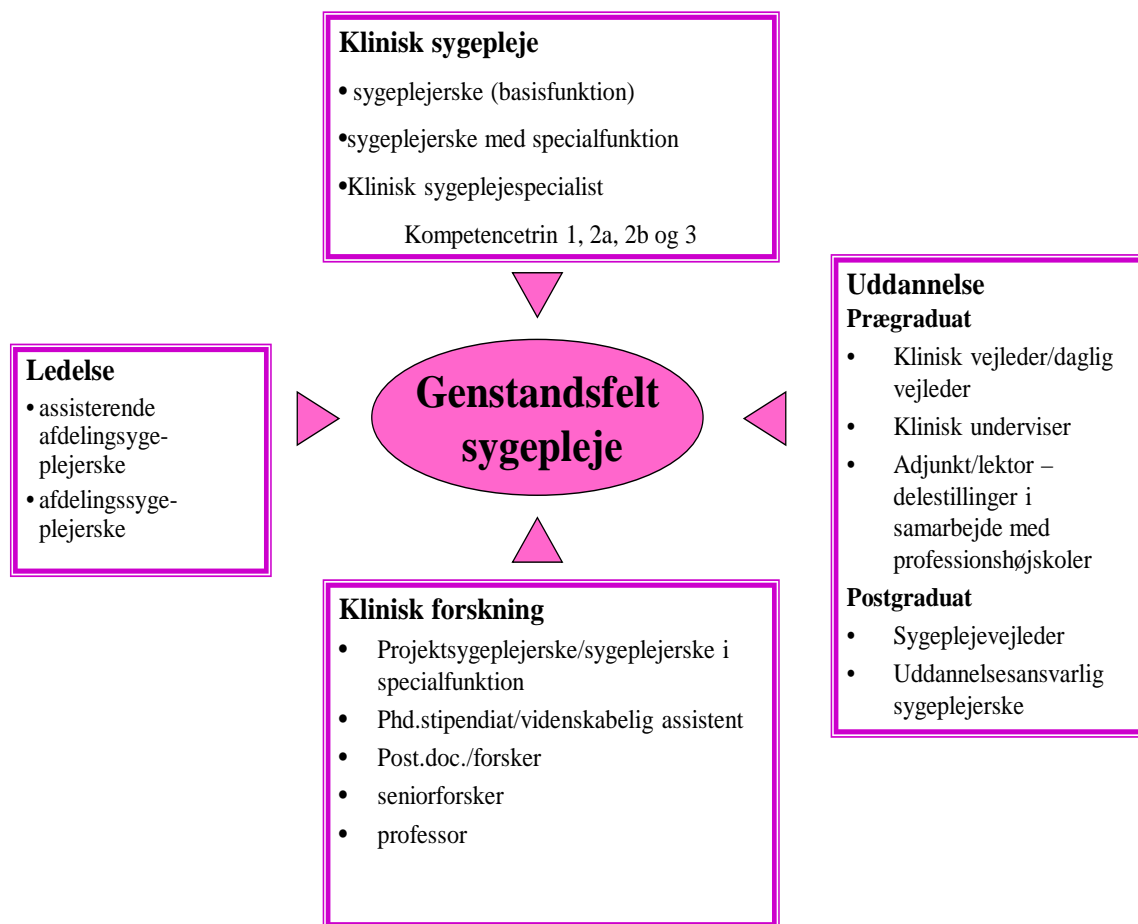 Klinisk sygepleje
• sygeplejerske (basisfunktion)
•sygeplejerske med specialfunktion
•Klinisk sygeplejespecialist
Kompetencetrin 1, 2a, 2b og 3
Ledelse
• assisterende
afdelingsyge-
plejerske
• afdelingssyge-
plejerske
Genstandsfelt
sygepleje
Uddannelse
Prægraduat
• Klinisk vejleder/daglig
vejleder
• Klinisk underviser
• Adjunkt/lektor –
delestillinger i
samarbejde med
professionshøjskoler
Postgraduat
• Sygeplejevejleder
• Uddannelsesansvarlig
sygeplejerske
Klinisk forskning
• Projektsygeplejerske/sygeplejerske i
specialfunktion
• Phd.stipendiat/videnskabelig assistent
• Post.doc./forsker
• seniorforsker
• professor